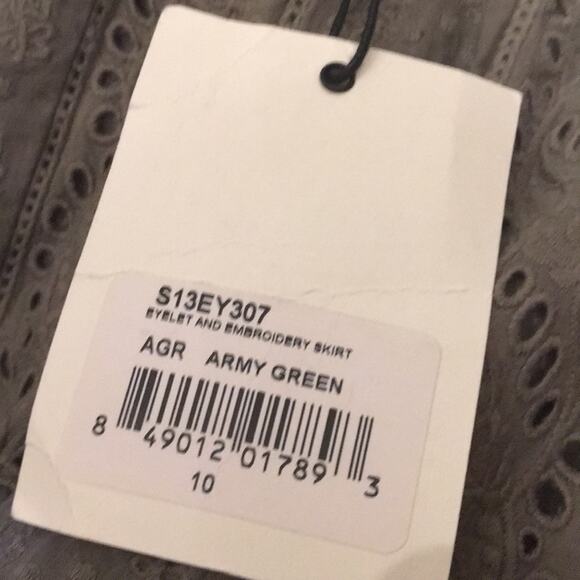 S13EY307
EYELET AND EMBROIDERY SKIRT
AGR ARMY GREEN
8 49012 01789 3
10